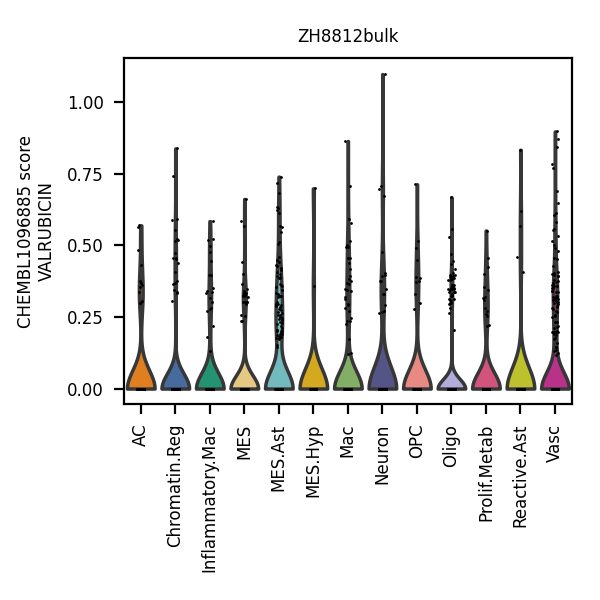 ZH8812bulk
CHEMBL1096885 score
VALRUBICIN
1.00
0.75
0.50
0.25
0.00
AC
Chromatin.Reg
Inflammatory.Mac
MES
MES.Ast
MES.Hyp
Mac
Neuron
OPC
Oligo
Prolif.Metab
Reactive.Ast
Vasc